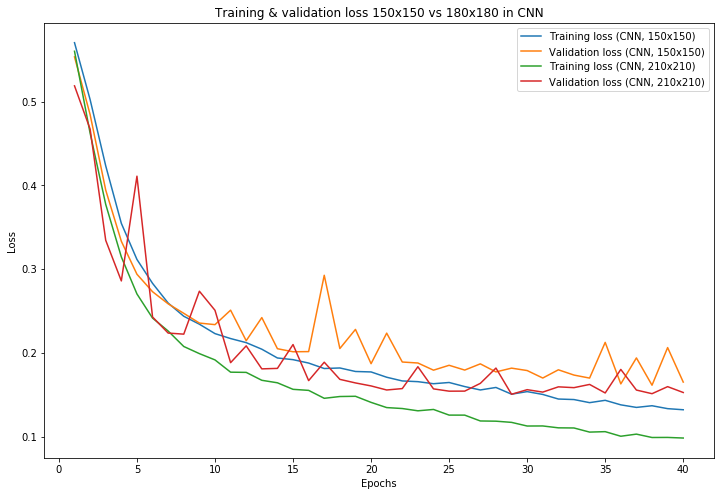 Training & validation loss 150x150 vs 180x180 in CNN
Training loss (CNN, 150x150)
Validation loss (CNN, 150x150)
Training loss (CNN, 210x210)
Validation loss (CNN, 210x210)
Loss
0.5
0.4
0.3
0.2
0.1
0 5 10 15 20 25 30 35 40
Epochs